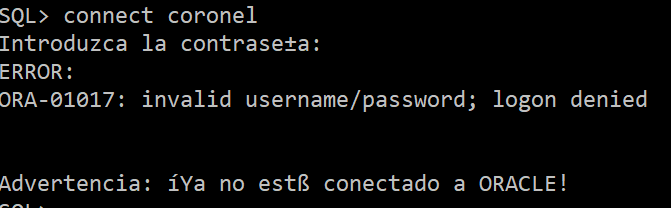 SQL> connect coronel
Introduzca la contrase±a:
ERROR:
ORA-01017: invalid username/password; logon denied
Advertencia: íYa no estß conectado a ORACLE!
SQL>